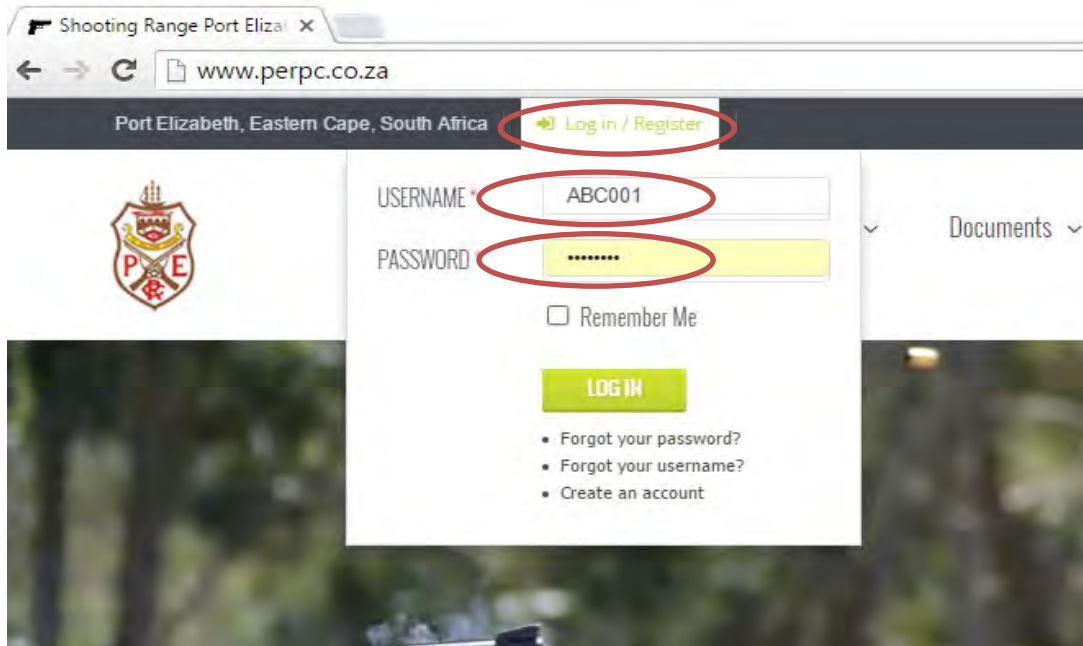 Shooting Range Port Eliza
www.perpc.co.za
Port Elizabeth, Eastern Cape, South Africa
Log in / Register
USERNAME *
ABC001
PASSWORD
••••••••
Documents
P E
R C
Remember Me
LOG IN
• Forgot your password?
• Forgot your username?
• Create an account